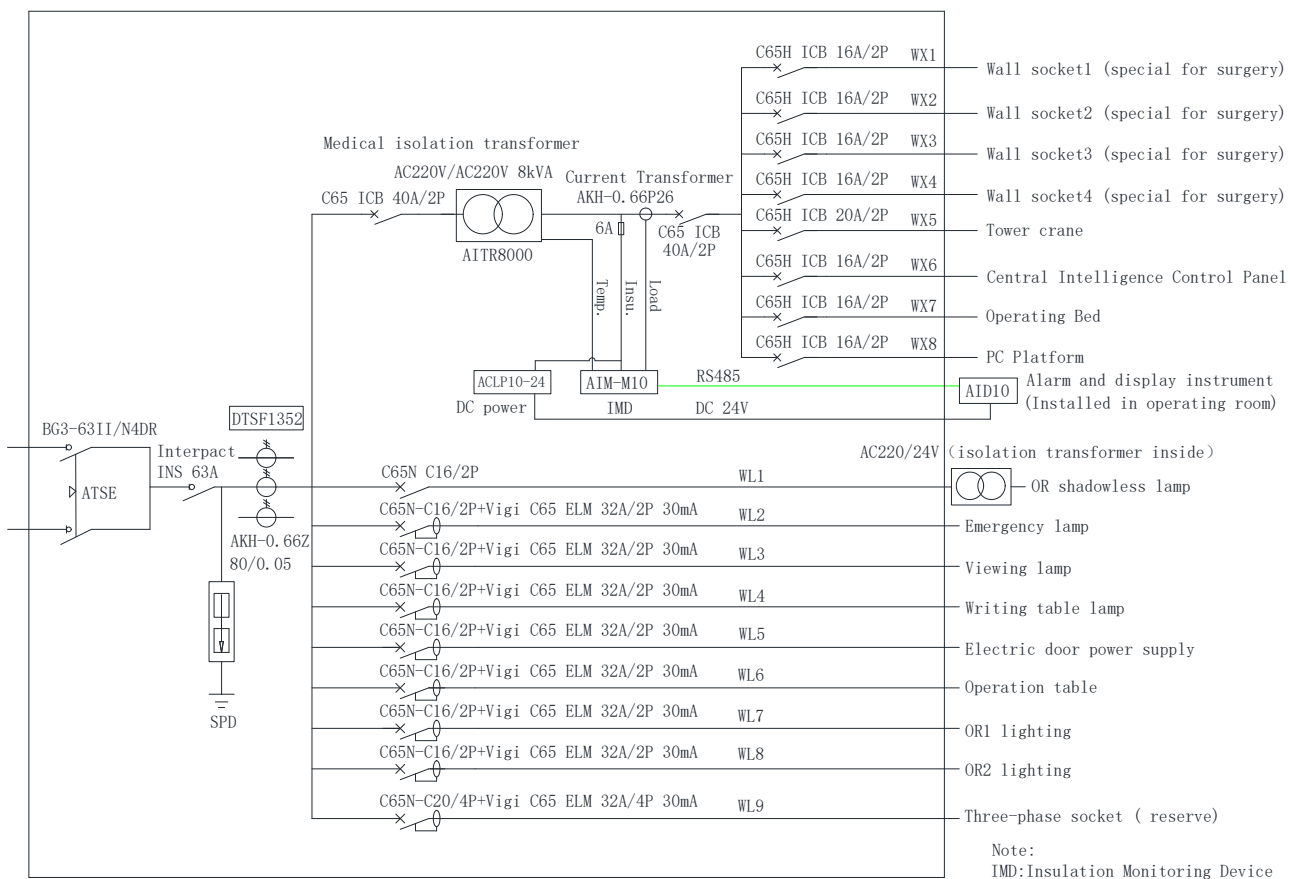 C65H ICB 16A/2P WX1
Wall socket1 (special for surgery)
C65H ICB 16A/2P WX2
Wall socket2 (special for surgery)
C65H ICB 16A/2P WX3
Wall socket3 (special for surgery)
C65H ICB 16A/2P WX4
Wall socket4 (special for surgery)
C65H ICB 20A/2P WX5
Tower crane
C65H ICB 16A/2P WX6
Central Intelligence Control Panel
C65H ICB 16A/2P WX7
Operating Bed
C65H ICB 16A/2P WX8
PC Platform
Medical isolation transformer
AC220V/AC220V 8kVA
Current Transformer
C65 ICB 40A/2P
AKH-0.66P26
6A
C65 ICB
40A/2P
AITR8000
Temp.
Insu.
Load
ACLP10-24
AIM-M10
RS485
AID10
Alarm and display instrument
(Installed in operating room)
DC power
IMD
DC 24V
BG3-63II/N4DR
DTSF1352
Interpact
INS 63A
ATSE
AKH-0.66Z
80/0.05
SPD
AC220/24V (isolation transformer inside)
C65N C16/2P WL1
OR shadowless lamp
C65N-C16/2P+Vigi C65 ELM 32A/2P 30mA WL2
Emergency lamp
C65N-C16/2P+Vigi C65 ELM 32A/2P 30mA WL3
Viewing lamp
C65N-C16/2P+Vigi C65 ELM 32A/2P 30mA WL4
Writing table lamp
C65N-C16/2P+Vigi C65 ELM 32A/2P 30mA WL5
Electric door power supply
C65N-C16/2P+Vigi C65 ELM 32A/2P 30mA WL6
Operation table
C65N-C16/2P+Vigi C65 ELM 32A/2P 30mA WL7
OR1 lighting
C65N-C16/2P+Vigi C65 ELM 32A/2P 30mA WL8
OR2 lighting
C65N-C20/4P+Vigi C65 ELM 32A/4P 30mA WL9
Three-phase socket ( reserve)
Note:
IMD:Insulation Monitoring Device